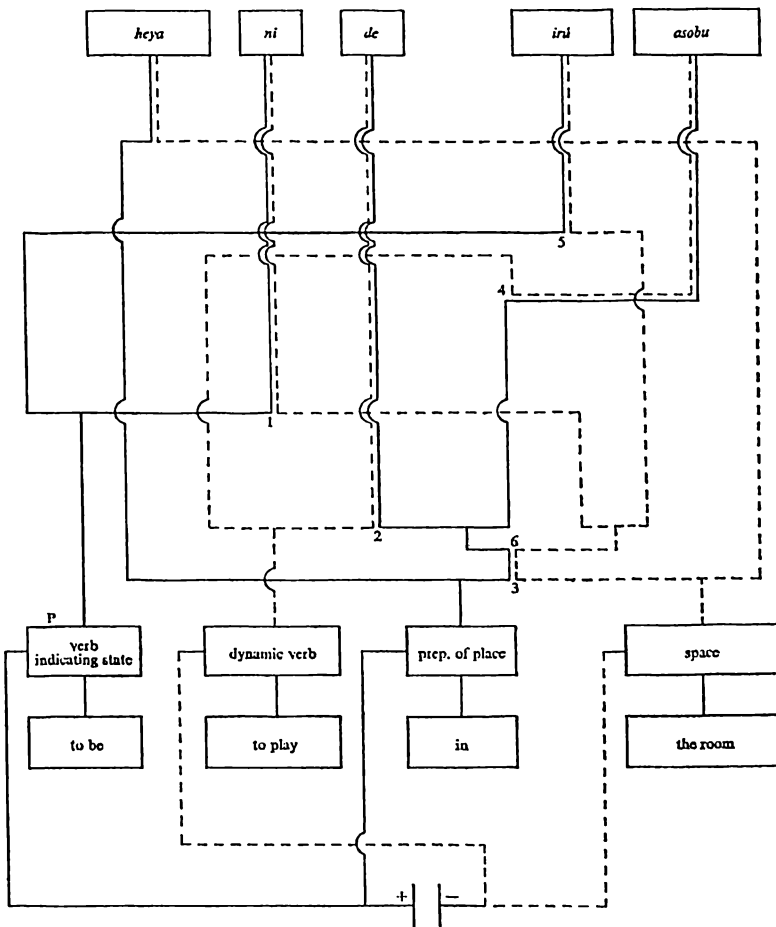 heya
ni
de
irú
asobu
5
4
1
2
6
3
P
verb
indicating state
dynamic verb
prep. of place
space
to be
to play
in
the room
+
−